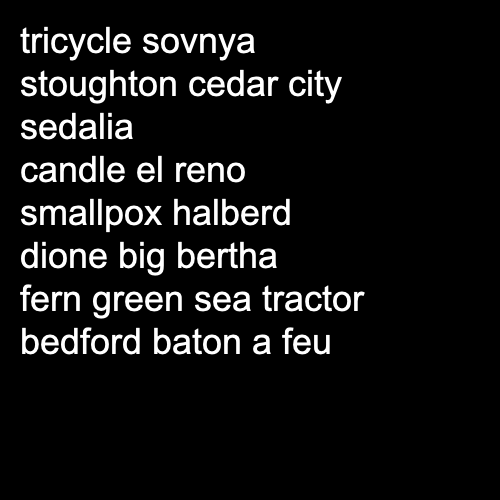 tricycle sovnya
stoughton cedar city
sedalia
candle el reno
smallpox halberd
dione big bertha
fern green sea tractor
bedford baton a feu